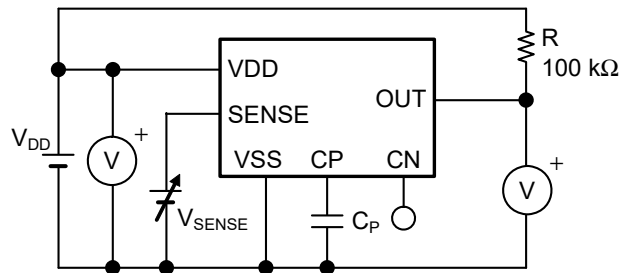 R
100 kΩ
VDD
OUT
SENSE
VDD
V
+
VSS
CP
CN
V
+
VSENSE
CP